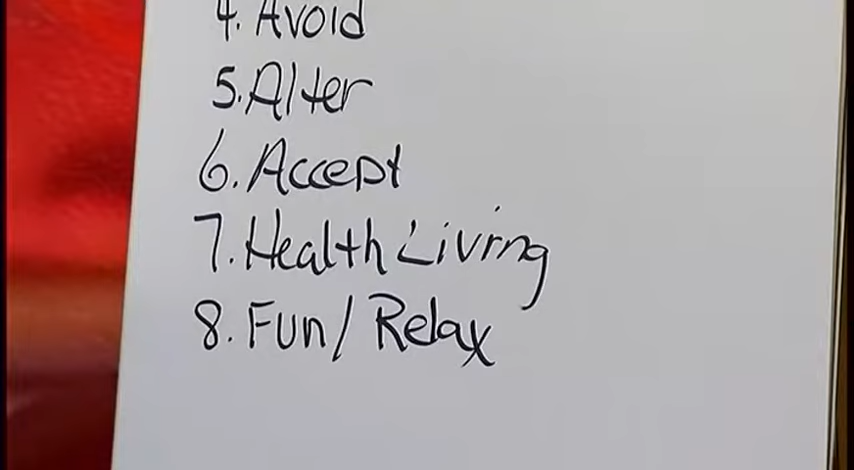 4. Avoid
5. Alter
6. Accept
7. Health Living
8. Fun/ Relax